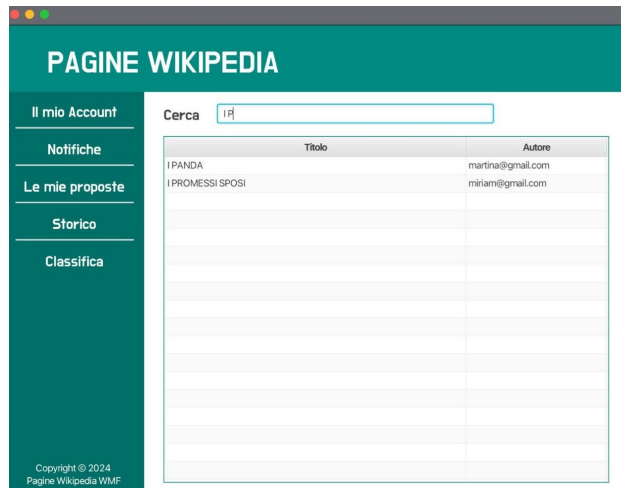 PAGINE WIKIPEDIA
Il mio Account
Notifiche
Le mie proposte
Storico
Classifica
Copyright © 2024
Pagine Wikipedia WMF
Cerca I P
Titolo Autore
I PANDA martina@gmail.com
I PROMESSI SPOSI miriam@gmail.com